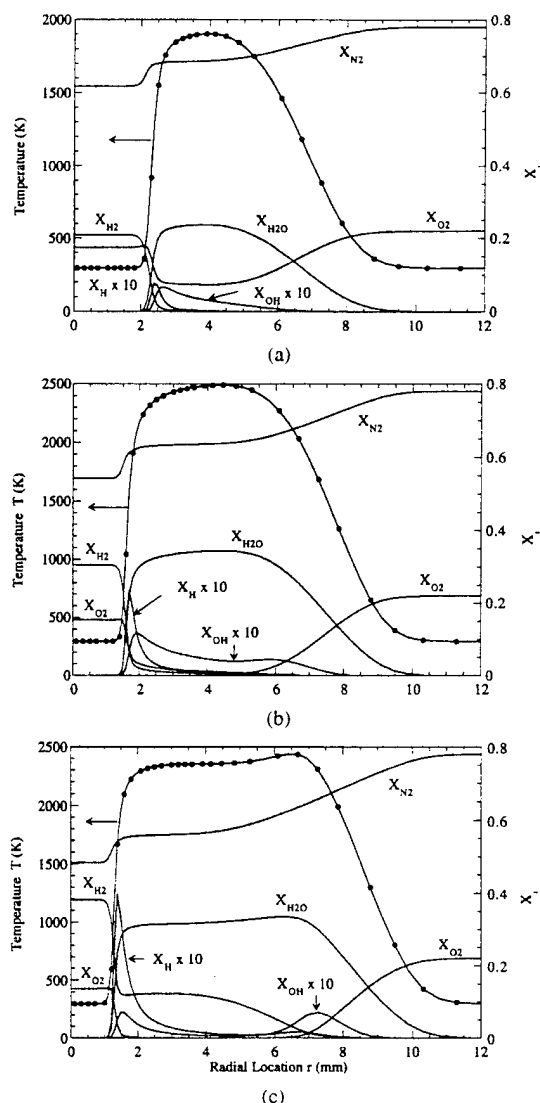 2000
1500
1000
500
0
Temperature (K)
X_N2
X_H2
X_H2O
X_O2
X_H x 10
X_OH x 10
0.8
0.6
0.4
0.2
0
X_i
0 2 4 6 8 10 12
(a)
2500
2000
1500
1000
500
0
Temperature T (K)
X_N2
X_H2
X_H2O
X_H x 10
X_O2
X_O2
X_OH x 10
0.8
0.6
0.4
0.2
0
X_i
0 2 4 6 8 10 12
(b)
2500
2000
1500
1000
500
0
Temperature T (K)
X_N2
X_H2
X_H2O
X_H x 10
X_O2
X_O2
X_OH x 10
0.8
0.6
0.4
0.2
0
X_i
0 2 4 6 8 10 12
Radial Location r (mm)
(c)